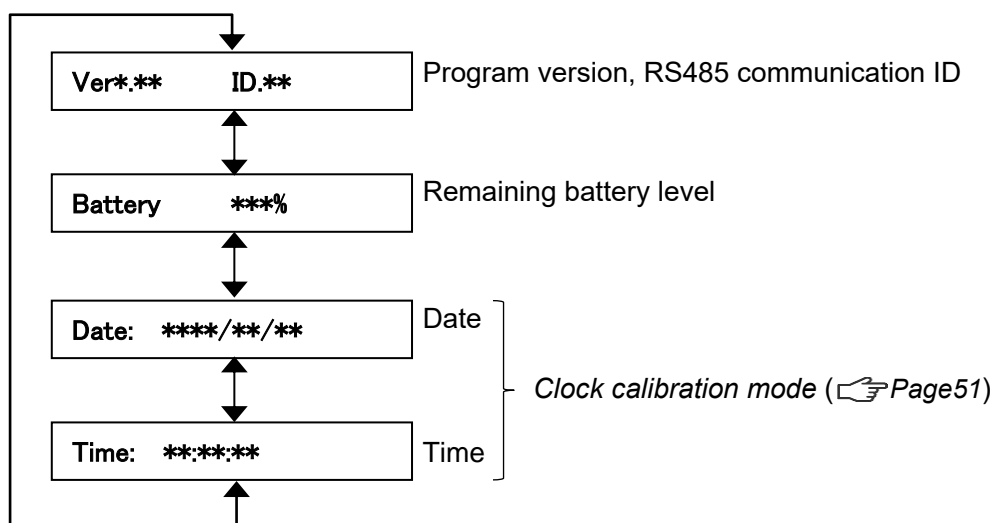 Ver*.** ID.** Program version, RS485 communication ID
Battery ***% Remaining battery level
Date: ****/**/** Date
Clock calibration mode (Page51)
Time: **:**:** Time